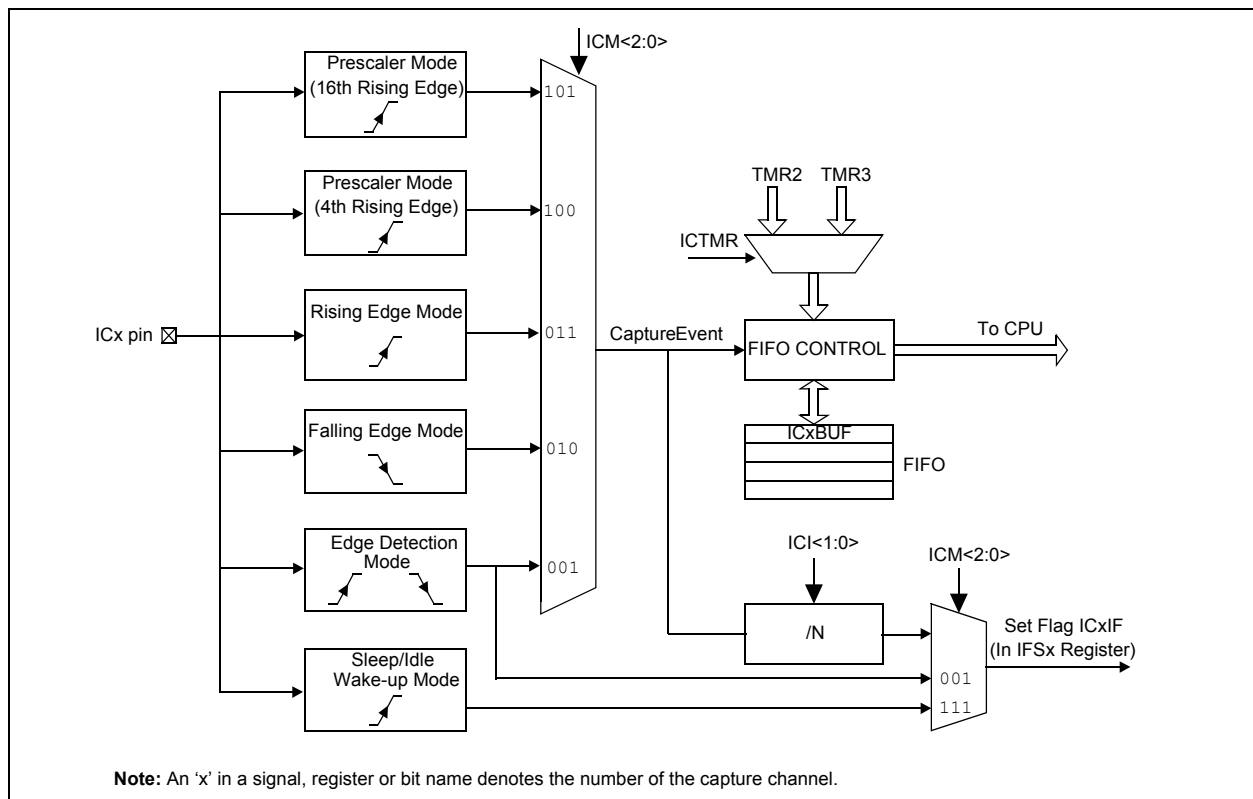 ICM<2:0>
Prescaler Mode
(16th Rising Edge)
101
Prescaler Mode
(4th Rising Edge)
100
TMR2
TMR3
ICTMR
ICx pin
Rising Edge Mode
011
CaptureEvent
FIFO CONTROL
To CPU
Falling Edge Mode
010
ICxBUF
FIFO
Edge Detection
Mode
001
ICI<1:0>
ICM<2:0>
/N
Set Flag ICxIF
(In IFSx Register)
Sleep/Idle
Wake-up Mode
001
111
Note: An ‘x’ in a signal, register or bit name denotes the number of the capture channel.